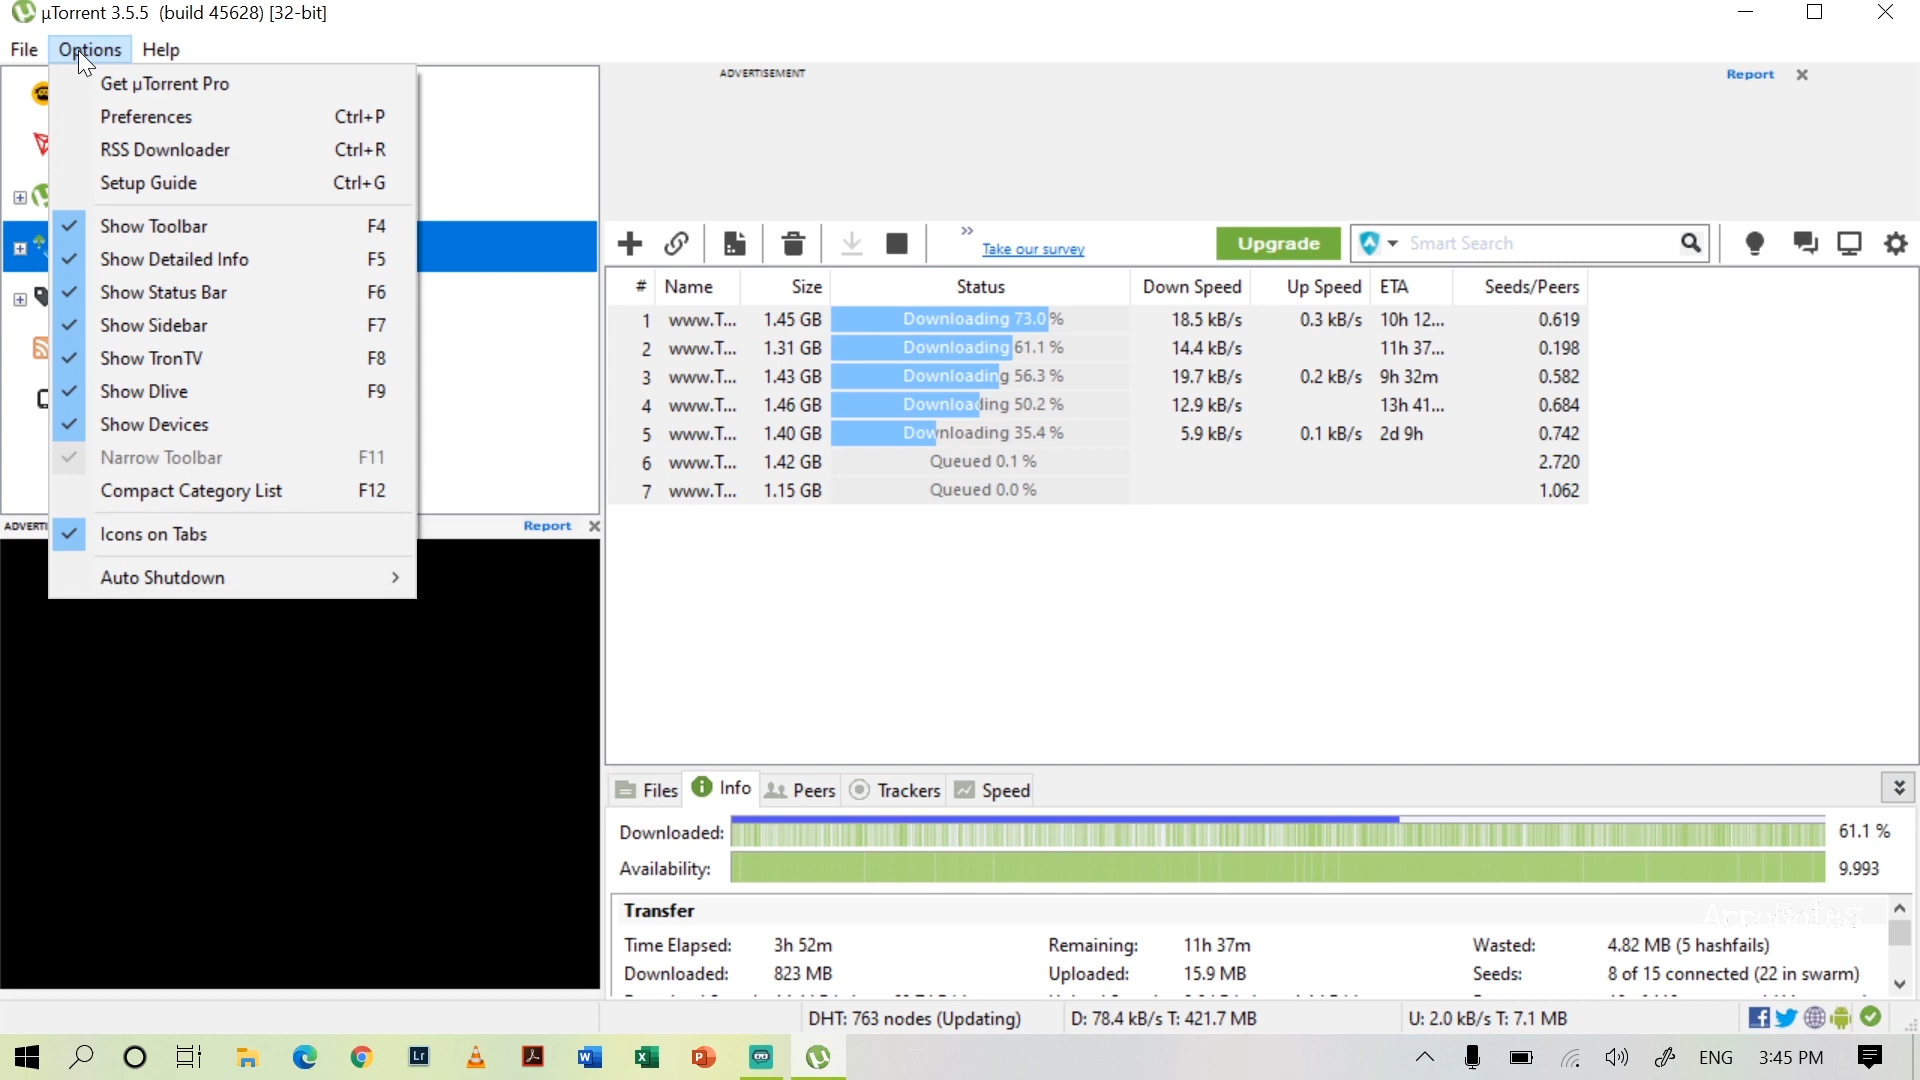 µTorrent 3.5.5 (build 45628) [32-bit]
File Options Help
Get µTorrent Pro
Preferences Ctrl+P
RSS Downloader Ctrl+R
Setup Guide Ctrl+G
Show Toolbar F4
Show Detailed Info F5
Show Status Bar F6
Show Sidebar F7
Show TronTV F8
Show Dlive F9
Show Devices
Narrow Toolbar F11
Compact Category List F12
Icons on Tabs
Auto Shutdown
ADVERTI
Report
ADVERTISEMENT Report
Take our survey Upgrade Smart Search
# Name Size Status Down Speed Up Speed ETA Seeds/Peers
1 www.T... 1.45 GB Downloading 73.0 % 18.5 kB/s 0.3 kB/s 10h 12... 0.619
2 www.T... 1.31 GB Downloading 61.1 % 14.4 kB/s 11h 37... 0.198
3 www.T... 1.43 GB Downloading 56.3 % 19.7 kB/s 0.2 kB/s 9h 32m 0.582
4 www.T... 1.46 GB Downloading 50.2 % 12.9 kB/s 13h 41... 0.684
5 www.T... 1.40 GB Downloading 35.4 % 5.9 kB/s 0.1 kB/s 2d 9h 0.742
6 www.T... 1.42 GB Queued 0.1 % 2.720
7 www.T... 1.15 GB Queued 0.0 % 1.062
Files Info Peers Trackers Speed
Downloaded: 61.1 %
Availability: 9.993
Transfer
Time Elapsed: 3h 52m Remaining: 11h 37m Wasted: 4.82 MB (5 hashfails)
Downloaded: 823 MB Uploaded: 15.9 MB Seeds: 8 of 15 connected (22 in swarm)
DHT: 763 nodes (Updating) D: 78.4 kB/s T: 421.7 MB U: 2.0 kB/s T: 7.1 MB
Lr ENG 3:45 PM